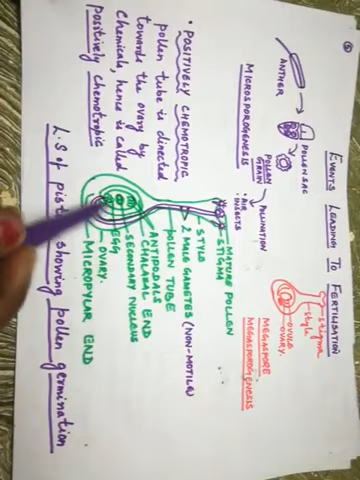 5
EVENTS LEADING TO FERTILISATION
ANTHER
POLLEN SAC
POLLEN
GRAIN
POLLINATION
• AIR
INSECTS
MICROSPOROGENESIS
stigma
style
OVULE
OVARY.
MEGASPORE
MEGASPOROGENESIS
MATURE POLLEN
STIGMA
STYLE
2 MALE GAMETES (NON-MOTILE)
POLLEN TUBE
ANTIPODALS
CHALAZAL END
SECONDARY NUCLEUS
EGG
OVARY.
MICROPYLAR END
• POSITIVELY CHEMOTROPIC
pollen tube is directed
towards the ovary by
chemicals, hence is called
positively chemotropic
L.S of pist showing pollen germination